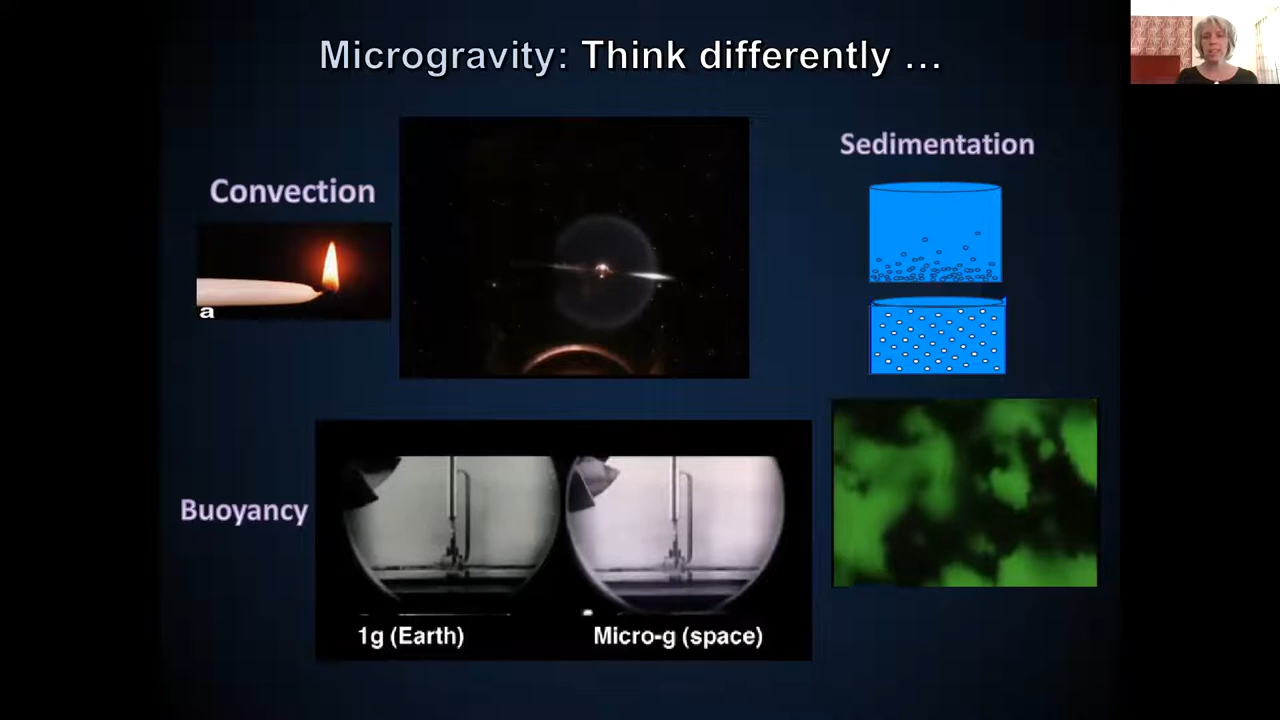 Microgravity: Think differently …
Sedimentation
Convection
a
Buoyancy
1g (Earth)
Micro-g (space)